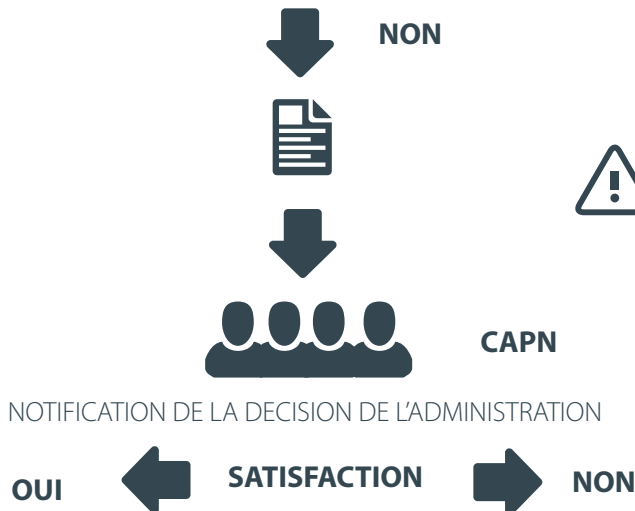 NON
CAPN
NOTIFICATION DE LA DECISION DE L'ADMINISTRATION
OUI SATISFACTION NON